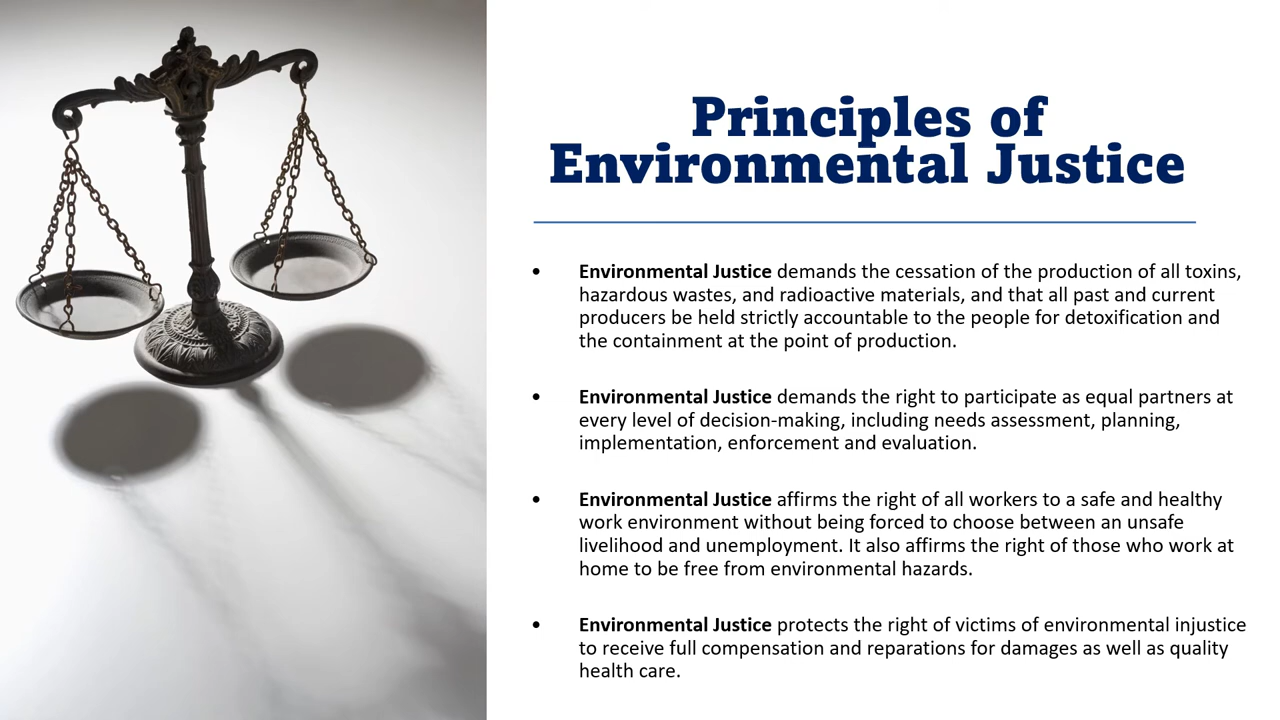 Principles of
Environmental Justice
• Environmental Justice demands the cessation of the production of all toxins,
hazardous wastes, and radioactive materials, and that all past and current
producers be held strictly accountable to the people for detoxification and
the containment at the point of production.
• Environmental Justice demands the right to participate as equal partners at
every level of decision-making, including needs assessment, planning,
implementation, enforcement and evaluation.
• Environmental Justice affirms the right of all workers to a safe and healthy
work environment without being forced to choose between an unsafe
livelihood and unemployment. It also affirms the right of those who work at
home to be free from environmental hazards.
• Environmental Justice protects the right of victims of environmental injustice
to receive full compensation and reparations for damages as well as quality
health care.